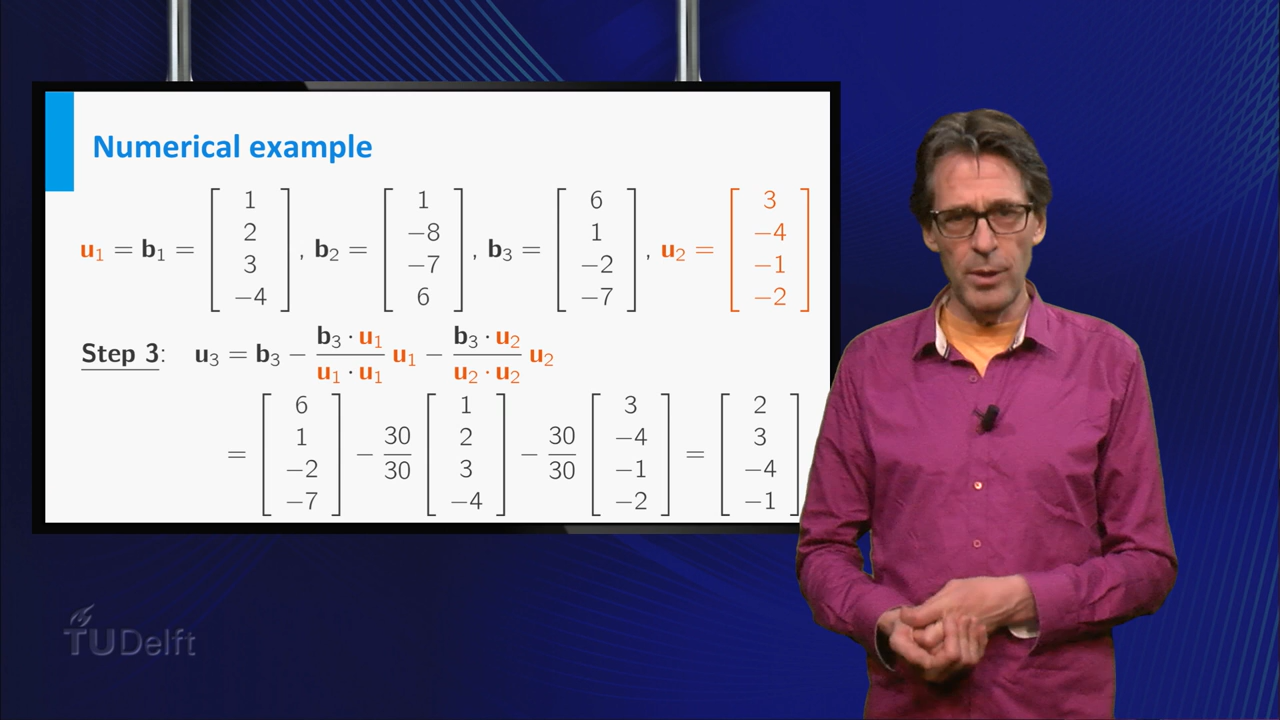 Numerical example
u₁ = b₁ = [1 2 3 −4], b₂ = [1 −8 −7 6], b₃ = [6 1 −2 −7], u₂ = [3 −4 −1 −2]
Step 3: u₃ = b₃ − (b₃ · u₁)/(u₁ · u₁) u₁ − (b₃ · u₂)/(u₂ · u₂) u₂
= [6 1 −2 −7] − 30/30 [1 2 3 −4] − 30/30 [3 −4 −1 −2] = [2 3 −4 −1]
TUDelft